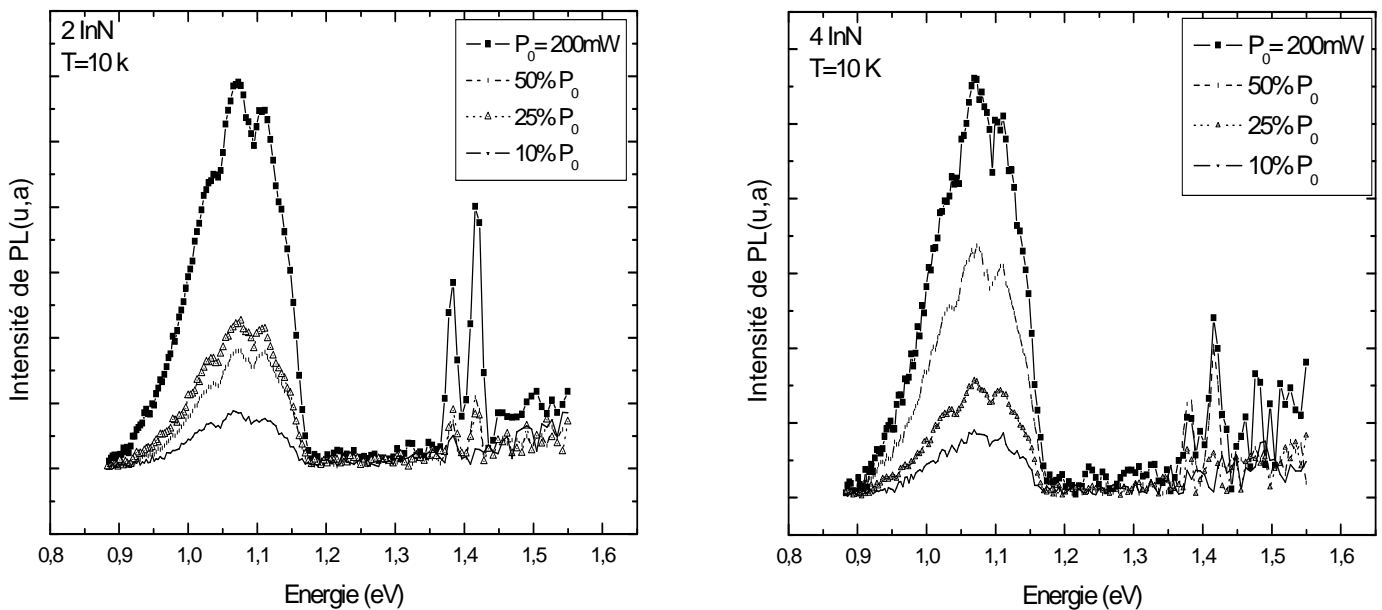 2 InN
T=10 k
P0= 200mW
50% P0
25% P0
10% P0
Intensité de PL(u,a)
0,8 0,9 1,0 1,1 1,2 1,3 1,4 1,5 1,6
Energie (eV)
4 InN
T=10 K
P0= 200mW
50% P0
25% P0
10% P0
Intensité de PL(u,a)
0,8 0,9 1,0 1,1 1,2 1,3 1,4 1,5 1,6
Energie (eV)